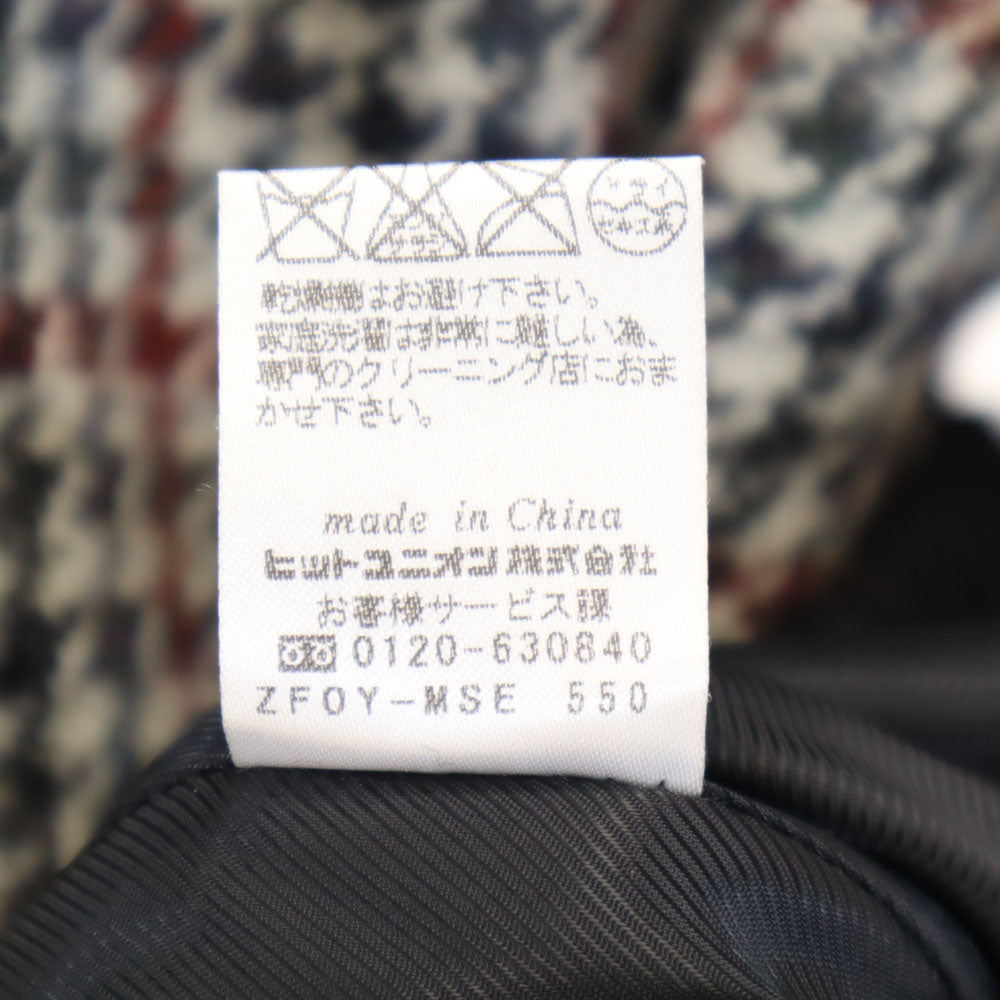 ドライ
セキユ系
乾燥機はお避け下さい。
家庭洗濯は非常に難しい為、
専門のクリーニング店におま
かせ下さい。
made in China
ヒットユニオン株式会社
お客様サービス課
0120-630840
ZFOY-MSE 550